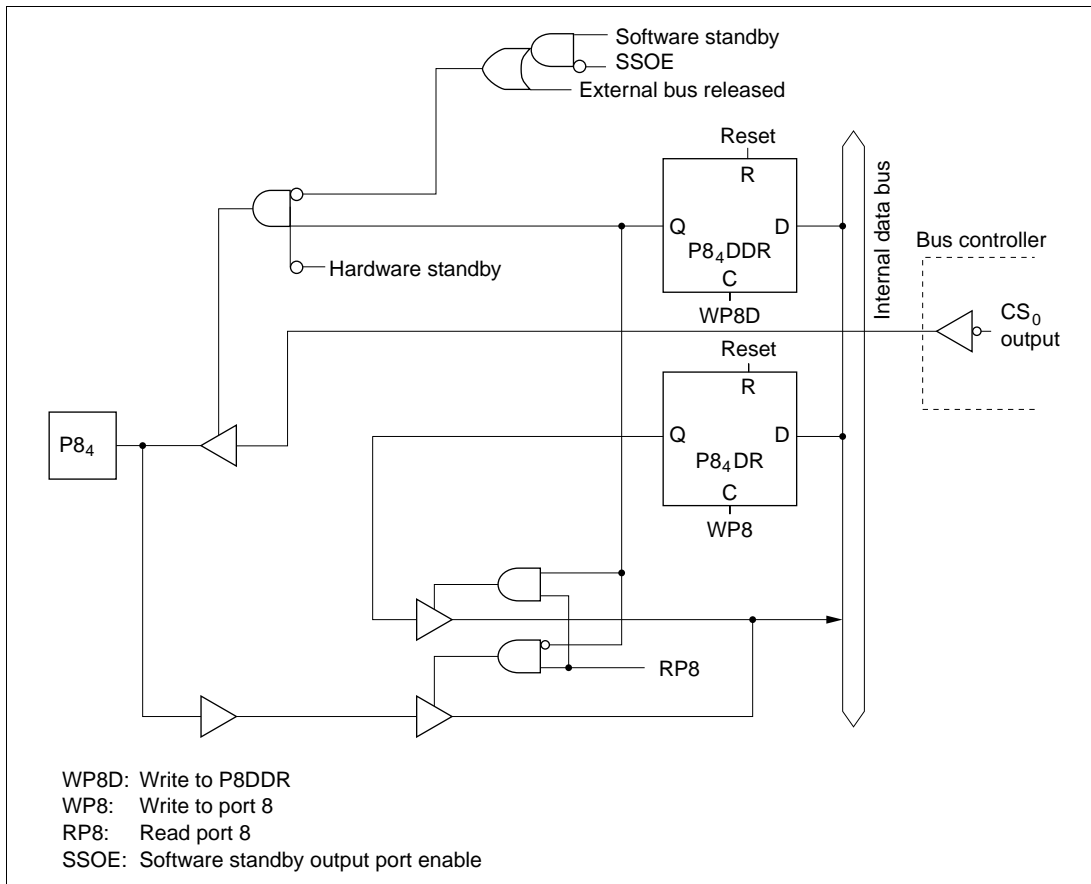 Software standby
SSOE
External bus released
Reset
R
Q
D
P8₄DDR
C
WP8D
Hardware standby
Internal data bus
Bus controller
CS₀
output
Reset
R
Q
D
P8₄DR
C
WP8
P8₄
RP8
WP8D: Write to P8DDR
WP8: Write to port 8
RP8: Read port 8
SSOE: Software standby output port enable